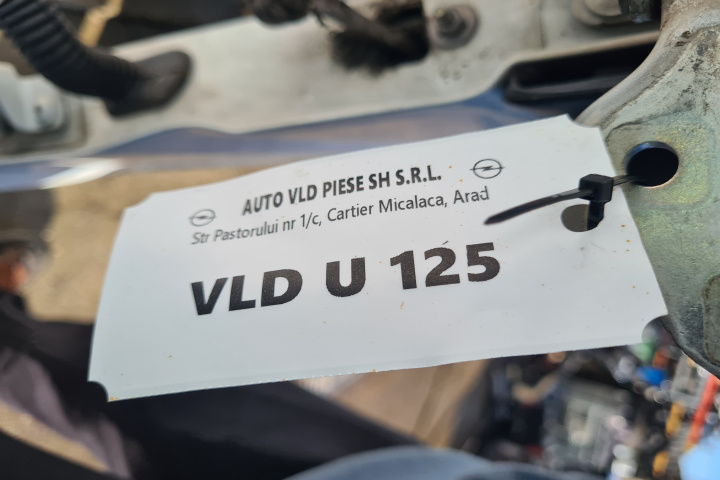 AUTO VLD PIESE SH S.R.L.
Str Pastorului nr 1/c, Cartier Micalaca, Arad
VLD U 125